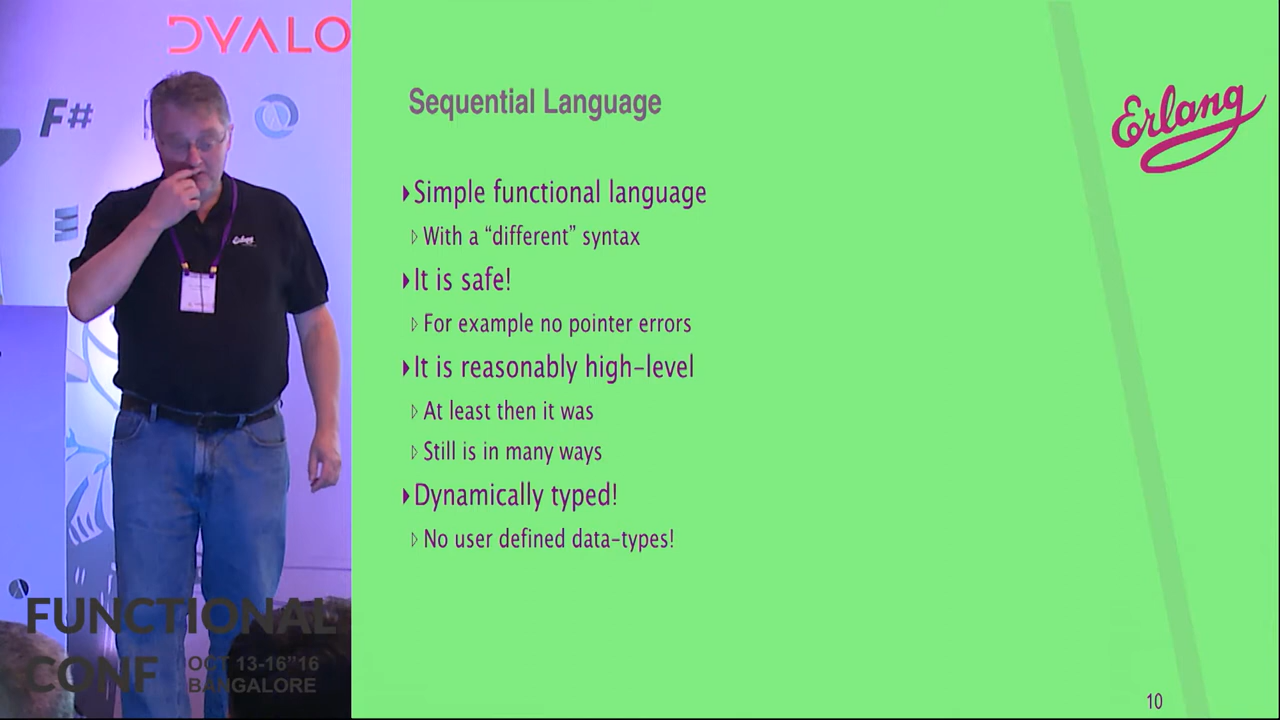 DYALO
F#
Erlang
Sequential Language
Erlang
Simple functional language
With a “different” syntax
It is safe!
For example no pointer errors
It is reasonably high-level
At least then it was
Still is in many ways
Dynamically typed!
No user defined data-types!
FUNCTIONAL
CONF
OCT 13-16”16
BANGALORE
10